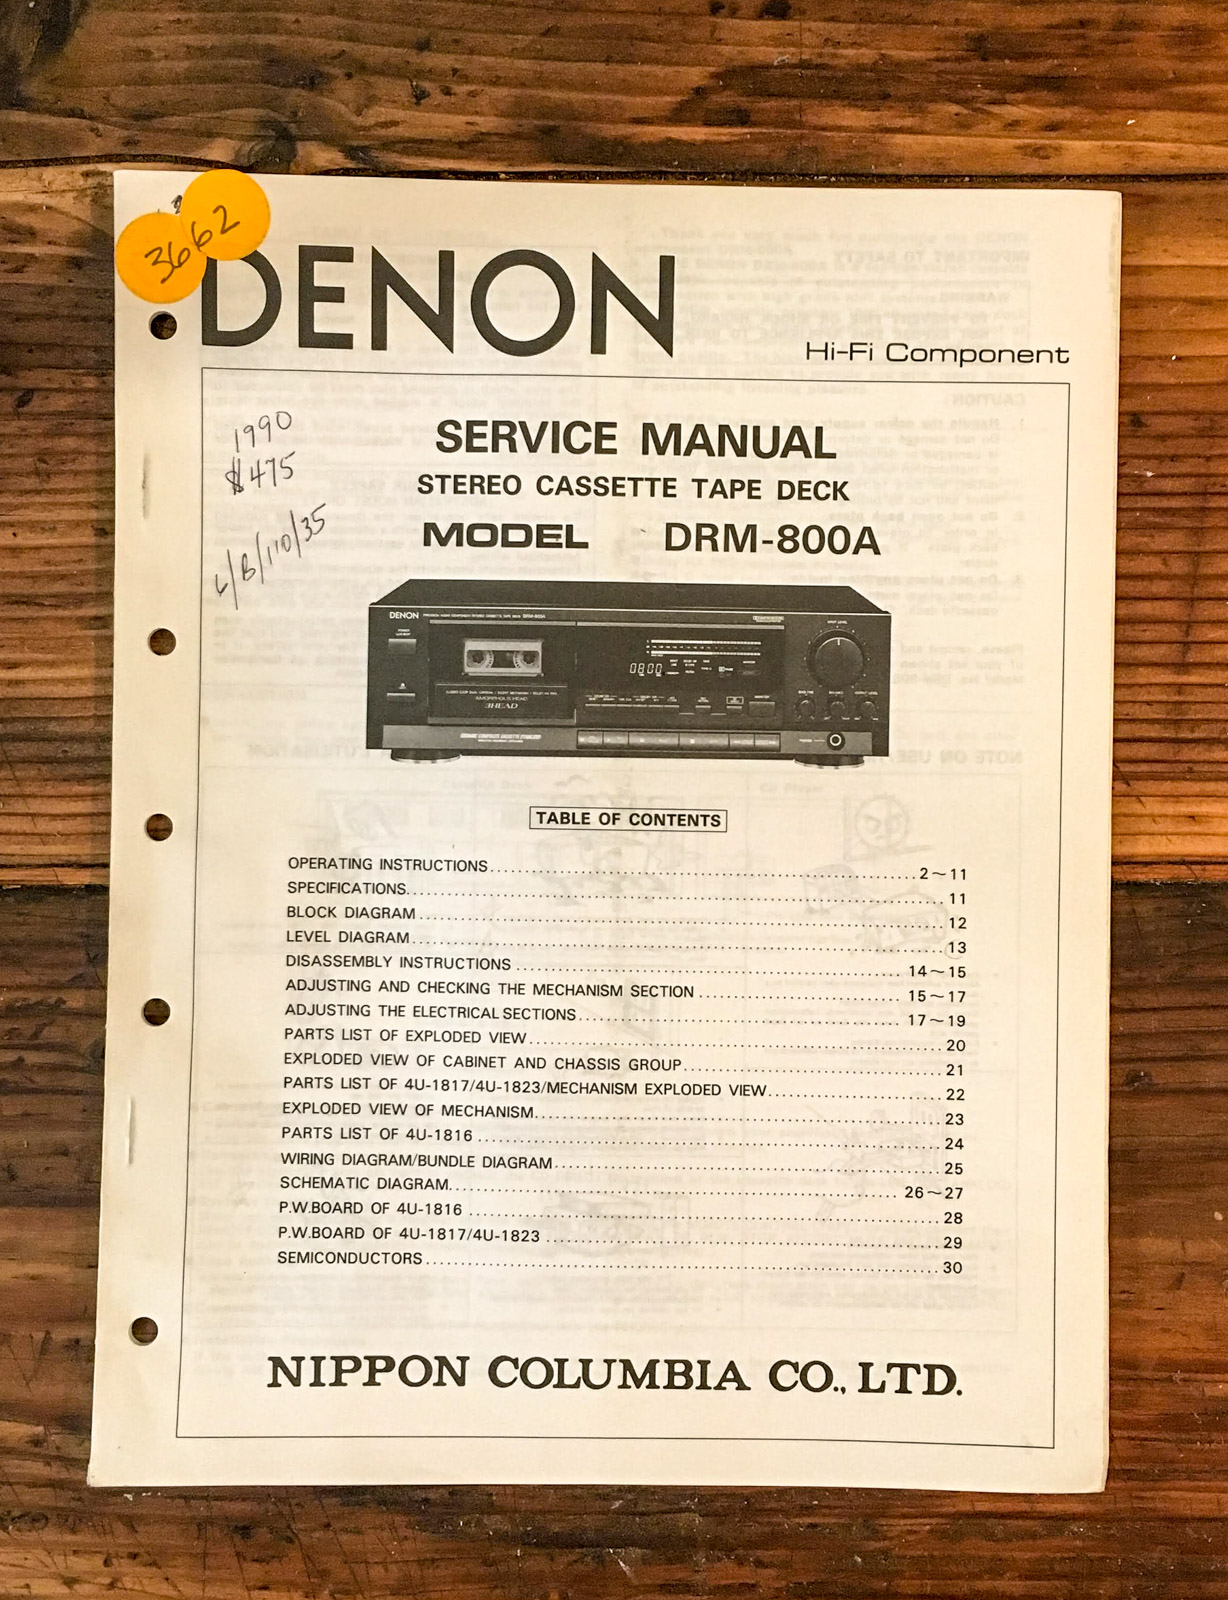 3662
DENON
Hi-Fi Component
1990
$475
L/B/110/35
SERVICE MANUAL
STEREO CASSETTE TAPE DECK
MODEL DRM-800A
DENON
DRM-800A
08:00
AMORPHOUS HEAD
3HEAD
TABLE OF CONTENTS
OPERATING INSTRUCTIONS 2~11
SPECIFICATIONS 11
BLOCK DIAGRAM 12
LEVEL DIAGRAM 13
DISASSEMBLY INSTRUCTIONS 14~15
ADJUSTING AND CHECKING THE MECHANISM SECTION 15~17
ADJUSTING THE ELECTRICAL SECTIONS 17~19
PARTS LIST OF EXPLODED VIEW 20
EXPLODED VIEW OF CABINET AND CHASSIS GROUP 21
PARTS LIST OF 4U-1817/4U-1823/MECHANISM EXPLODED VIEW 22
EXPLODED VIEW OF MECHANISM 23
PARTS LIST OF 4U-1816 24
WIRING DIAGRAM/BUNDLE DIAGRAM 25
SCHEMATIC DIAGRAM 26~27
P.W.BOARD OF 4U-1816 28
P.W.BOARD OF 4U-1817/4U-1823 29
SEMICONDUCTORS 30
NIPPON COLUMBIA CO., LTD.